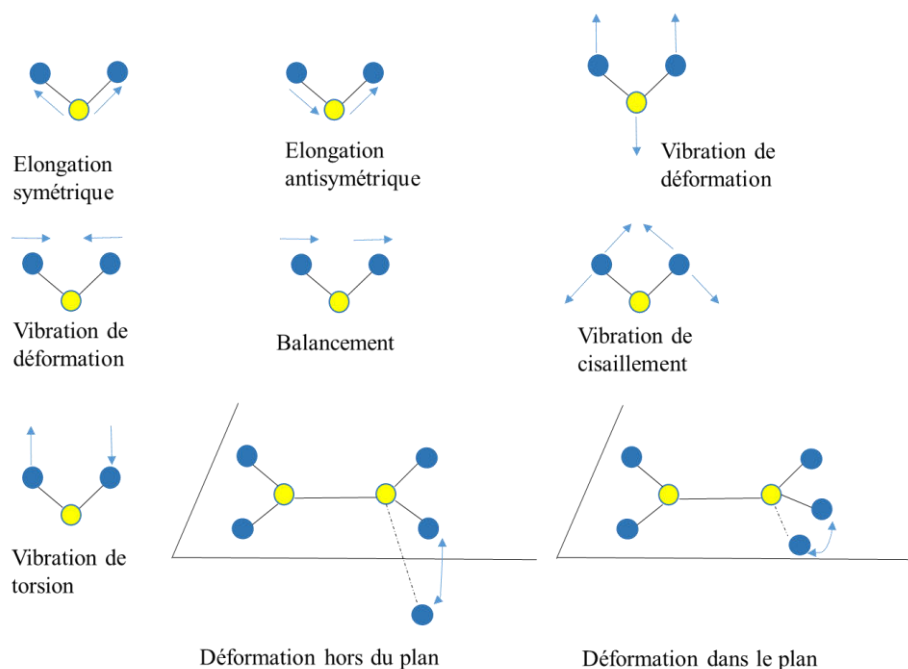 Elongation
symétrique
Elongation
antisymétrique
Vibration de
déformation
Vibration de
déformation
Balancement
Vibration de
cisaillement
Vibration de
torsion
Déformation hors du plan
Déformation dans le plan